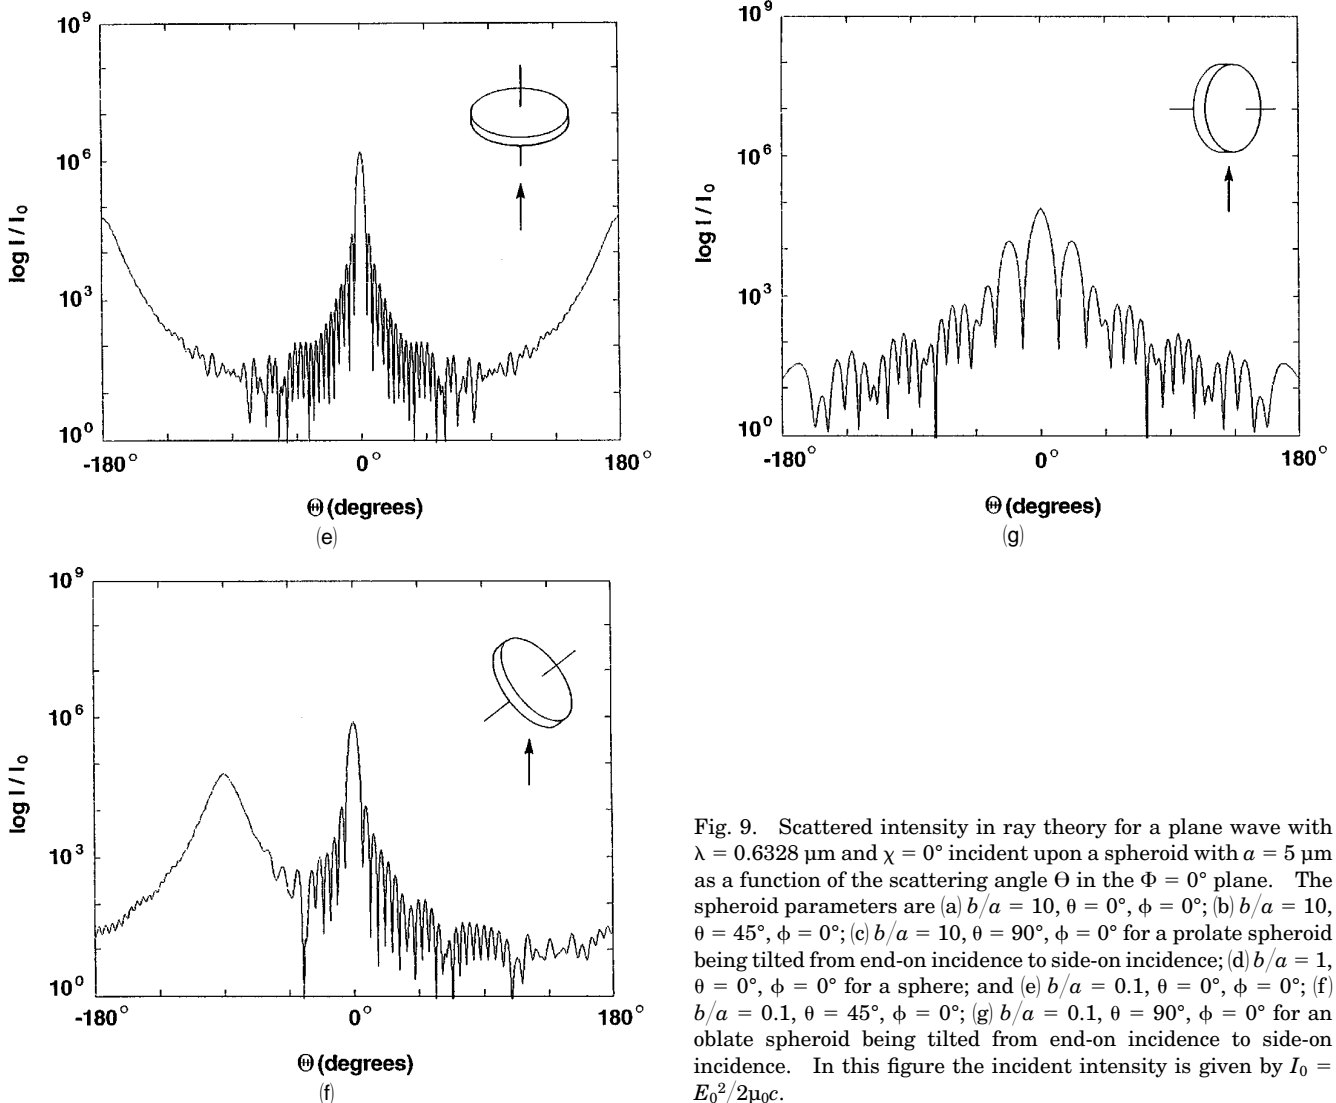 10⁹
10⁶
10³
10⁰
log I / I₀
-180°
0°
180°
Θ (degrees)
(e)
10⁹
10⁶
10³
10⁰
log I / I₀
-180°
0°
180°
Θ (degrees)
(g)
10⁹
10⁶
10³
10⁰
log I / I₀
-180°
0°
180°
Θ (degrees)
(f)
Fig. 9. Scattered intensity in ray theory for a plane wave with
λ = 0.6328 μm and χ = 0° incident upon a spheroid with a = 5 μm
as a function of the scattering angle Θ in the Φ = 0° plane. The
spheroid parameters are (a) b/a = 10, θ = 0°, ϕ = 0°; (b) b/a = 10,
θ = 45°, ϕ = 0°; (c) b/a = 10, θ = 90°, ϕ = 0° for a prolate spheroid
being tilted from end-on incidence to side-on incidence; (d) b/a = 1,
θ = 0°, ϕ = 0° for a sphere; and (e) b/a = 0.1, θ = 0°, ϕ = 0°; (f)
b/a = 0.1, θ = 45°, ϕ = 0°; (g) b/a = 0.1, θ = 90°, ϕ = 0° for an
oblate spheroid being tilted from end-on incidence to side-on
incidence. In this figure the incident intensity is given by I₀ =
E₀²/2μ₀c.